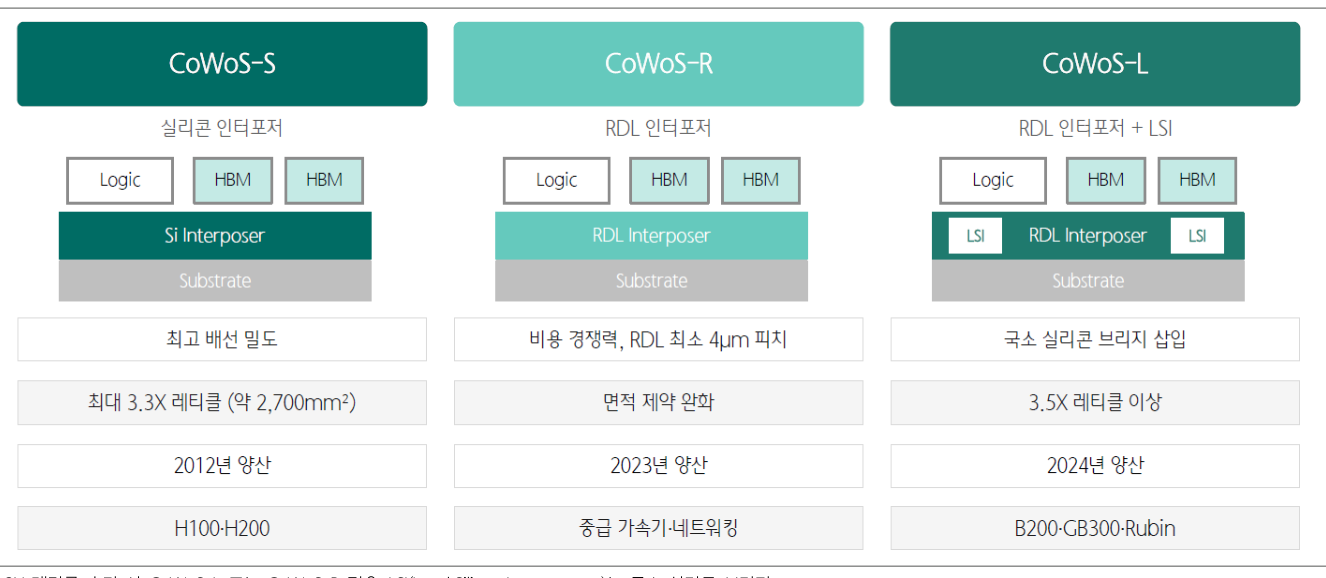 CoWoS-S
CoWoS-R
CoWoS-L
실리콘 인터포저
RDL 인터포저
RDL 인터포저 + LSI
Logic HBM HBM
Logic HBM HBM
Logic HBM HBM
Si Interposer
RDL Interposer
LSI RDL Interposer LSI
Substrate
Substrate
Substrate
최고 배선 밀도
비용 경쟁력, RDL 최소 4μm 피치
국소 실리콘 브리지 삽입
최대 3.3X 레티클 (약 2,700mm²)
면적 제약 완화
3.5X 레티클 이상
2012년 양산
2023년 양산
2024년 양산
H100·H200
중급 가속기·네트워킹
B200·GB300·Rubin